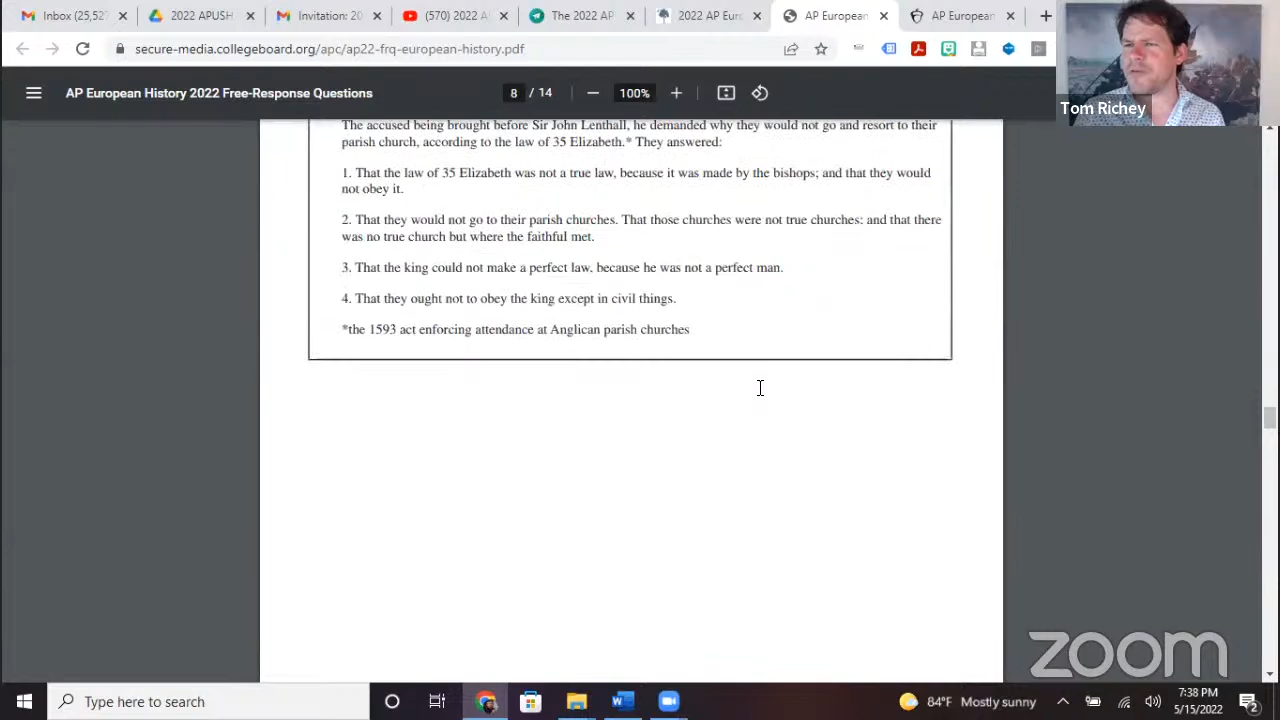 Inbox (25,52
2022 APUSH
Invitation: 20
(570) 2022 A
The 2022 AP
2022 AP Eur
AP European
AP European
secure-media.collegeboard.org/apc/ap22-frq-european-history.pdf
Tom Richey
AP European History 2022 Free-Response Questions
8 / 14
100%
The accused being brought before Sir John Lenthall, he demanded why they would not go and resort to their
parish church, according to the law of 35 Elizabeth.* They answered:
1. That the law of 35 Elizabeth was not a true law, because it was made by the bishops; and that they would
not obey it.
2. That they would not go to their parish churches. That those churches were not true churches: and that there
was no true church but where the faithful met.
3. That the king could not make a perfect law, because he was not a perfect man.
4. That they ought not to obey the king except in civil things.
*the 1593 act enforcing attendance at Anglican parish churches
zoom
Type here to search
84°F Mostly sunny
7:38 PM
5/15/2022
2